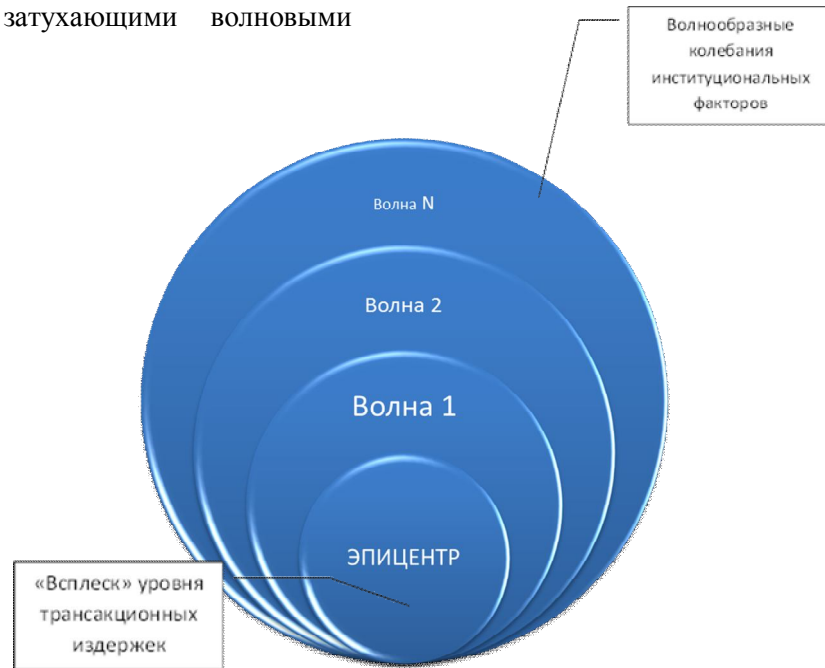 затухающими волновыми
Волнообразные
колебания
институциональных
факторов
Волна N
Волна 2
Волна 1
ЭПИЦЕНТР
«Всплеск» уровня
трансакционных
издержек